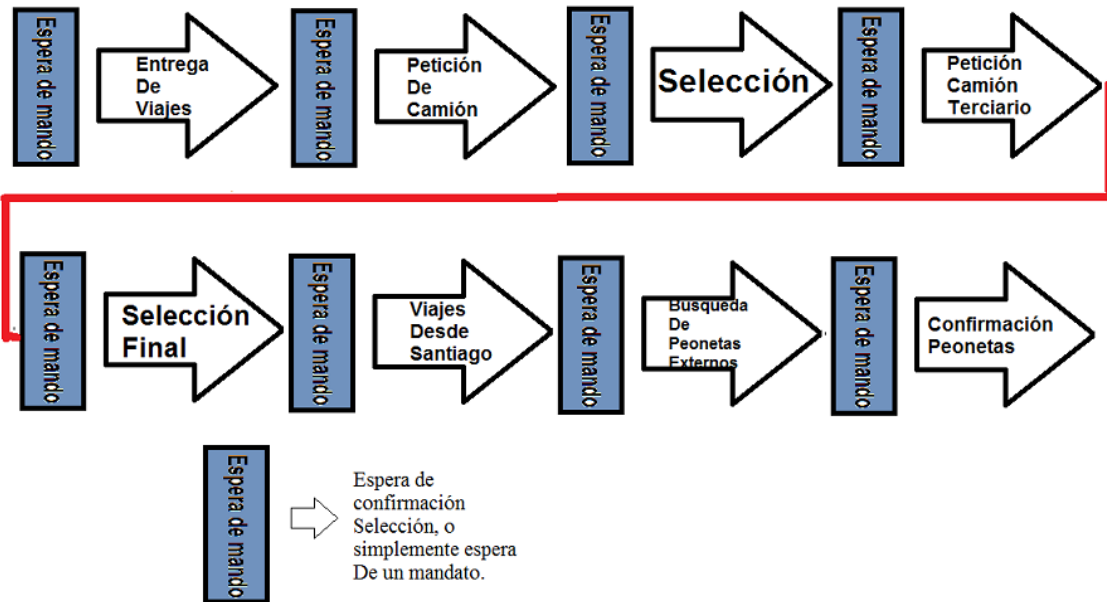 Espera de mando
Entrega
De
Viajes
Espera de mando
Petición
De
Camión
Espera de mando
Selección
Espera de mando
Petición
Camión
Terciario
Espera de mando
Selección
Final
Espera de mando
Viajes
Desde
Santiago
Espera de mando
Busqueda
De
Peonetas
Externos
Espera de mando
Confirmación
Peonetas
Espera de mando
Espera de
confirmación
Selección, o
simplemente espera
De un mandato.